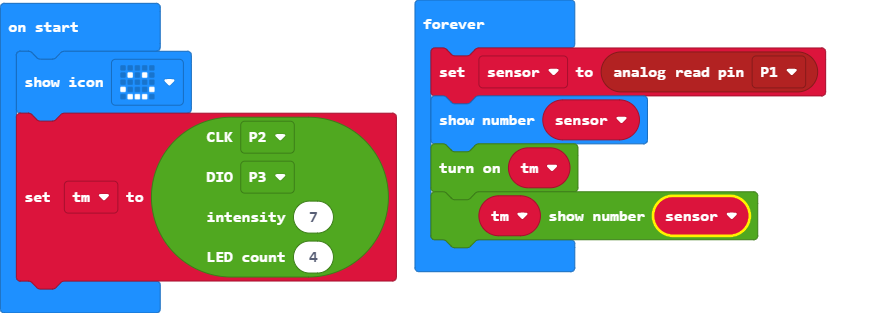 on start
show icon
set tm to
CLK P2
DIO P3
intensity 7
LED count 4
forever
set sensor to analog read pin P1
show number sensor
turn on tm
tm show number sensor